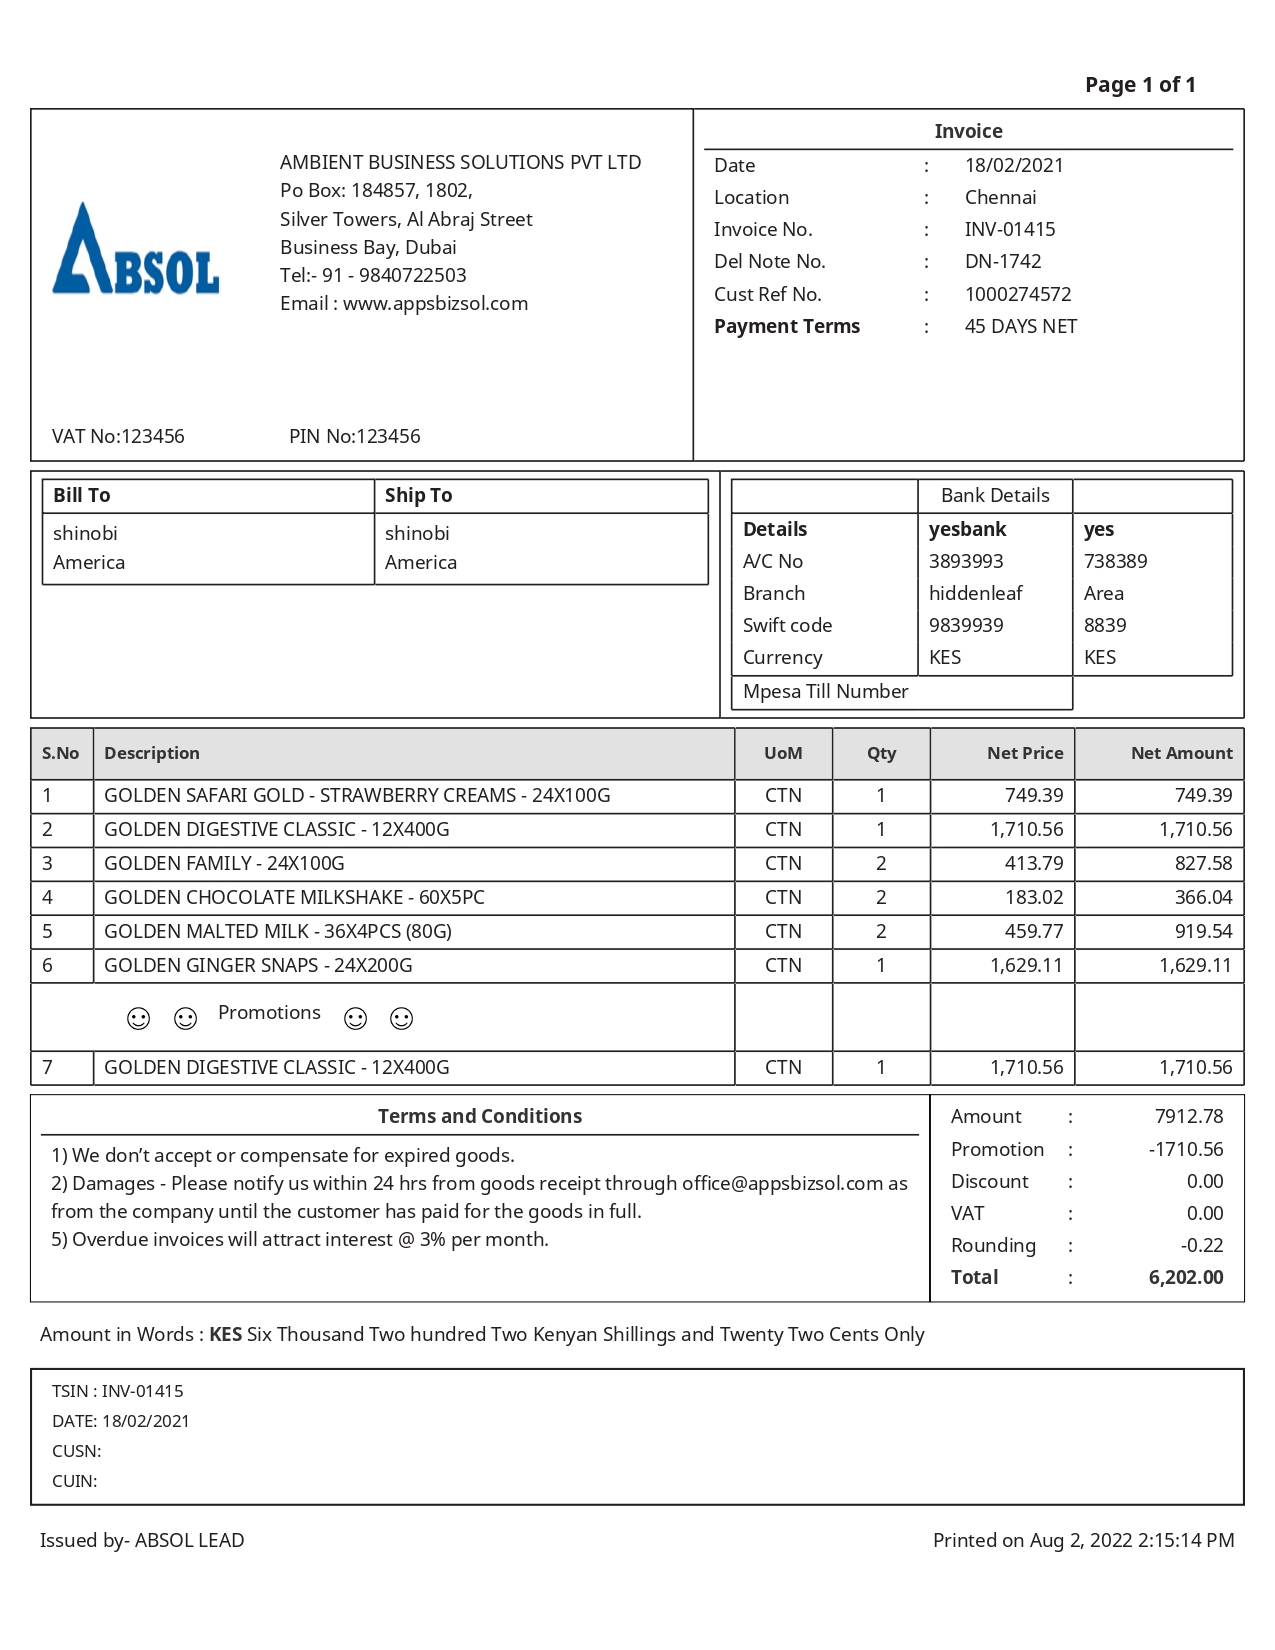 Page 1 of 1
ABSOL
AMBIENT BUSINESS SOLUTIONS PVT LTD
Po Box: 184857, 1802,
Silver Towers, Al Abraj Street
Business Bay, Dubai
Tel:- 91 - 9840722503
Email : www.appsbizsol.com
VAT No:123456 PIN No:123456
Invoice
Date : 18/02/2021
Location : Chennai
Invoice No. : INV-01415
Del Note No. : DN-1742
Cust Ref No. : 1000274572
Payment Terms : 45 DAYS NET
Bill To Ship To
shinobi shinobi
America America
Bank Details
Details yesbank yes
A/C No 3893993 738389
Branch hiddenleaf Area
Swift code 9839939 8839
Currency KES KES
Mpesa Till Number
S.No Description UoM Qty Net Price Net Amount
1 GOLDEN SAFARI GOLD - STRAWBERRY CREAMS - 24X100G CTN 1 749.39 749.39
2 GOLDEN DIGESTIVE CLASSIC - 12X400G CTN 1 1,710.56 1,710.56
3 GOLDEN FAMILY - 24X100G CTN 2 413.79 827.58
4 GOLDEN CHOCOLATE MILKSHAKE - 60X5PC CTN 2 183.02 366.04
5 GOLDEN MALTED MILK - 36X4PCS (80G) CTN 2 459.77 919.54
6 GOLDEN GINGER SNAPS - 24X200G CTN 1 1,629.11 1,629.11
☺ ☺ Promotions ☺ ☺
7 GOLDEN DIGESTIVE CLASSIC - 12X400G CTN 1 1,710.56 1,710.56
Terms and Conditions
1) We don’t accept or compensate for expired goods.
2) Damages - Please notify us within 24 hrs from goods receipt through office@appsbizsol.com as
from the company until the customer has paid for the goods in full.
5) Overdue invoices will attract interest @ 3% per month.
Amount : 7912.78
Promotion : -1710.56
Discount : 0.00
VAT : 0.00
Rounding : -0.22
Total : 6,202.00
Amount in Words : KES Six Thousand Two hundred Two Kenyan Shillings and Twenty Two Cents Only
TSIN : INV-01415
DATE: 18/02/2021
CUSN:
CUIN:
Issued by- ABSOL LEAD Printed on Aug 2, 2022 2:15:14 PM